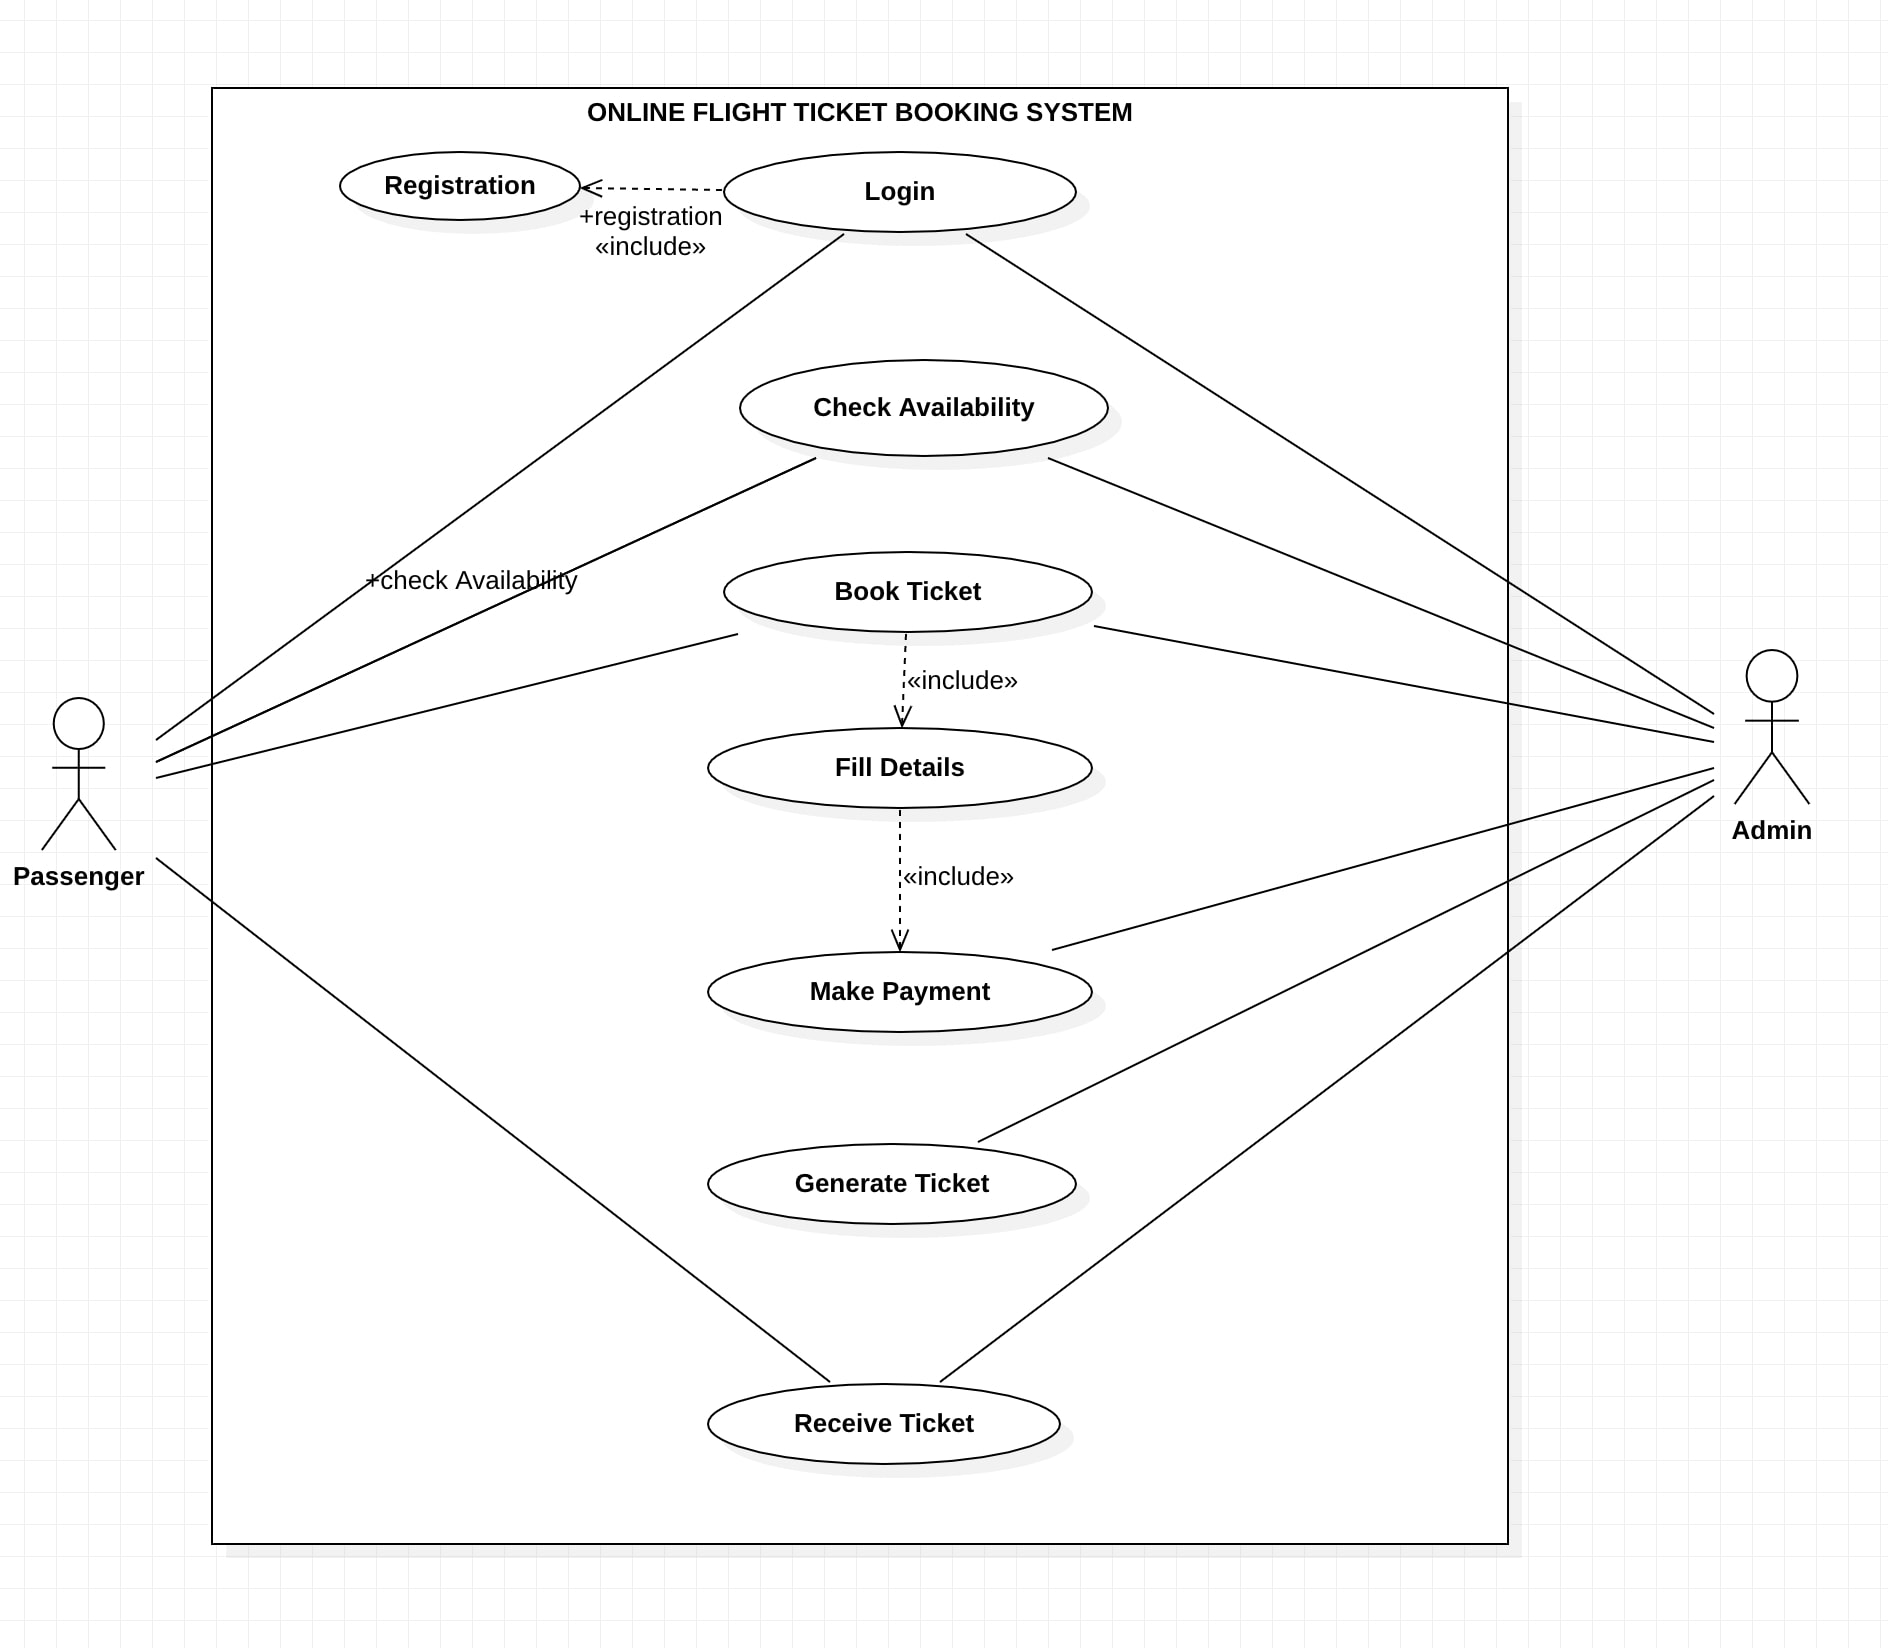 ONLINE FLIGHT TICKET BOOKING SYSTEM
Registration
Login
+registration
«include»
Check Availability
+check Availability
Book Ticket
«include»
Fill Details
Admin
Passenger
«include»
Make Payment
Generate Ticket
Receive Ticket